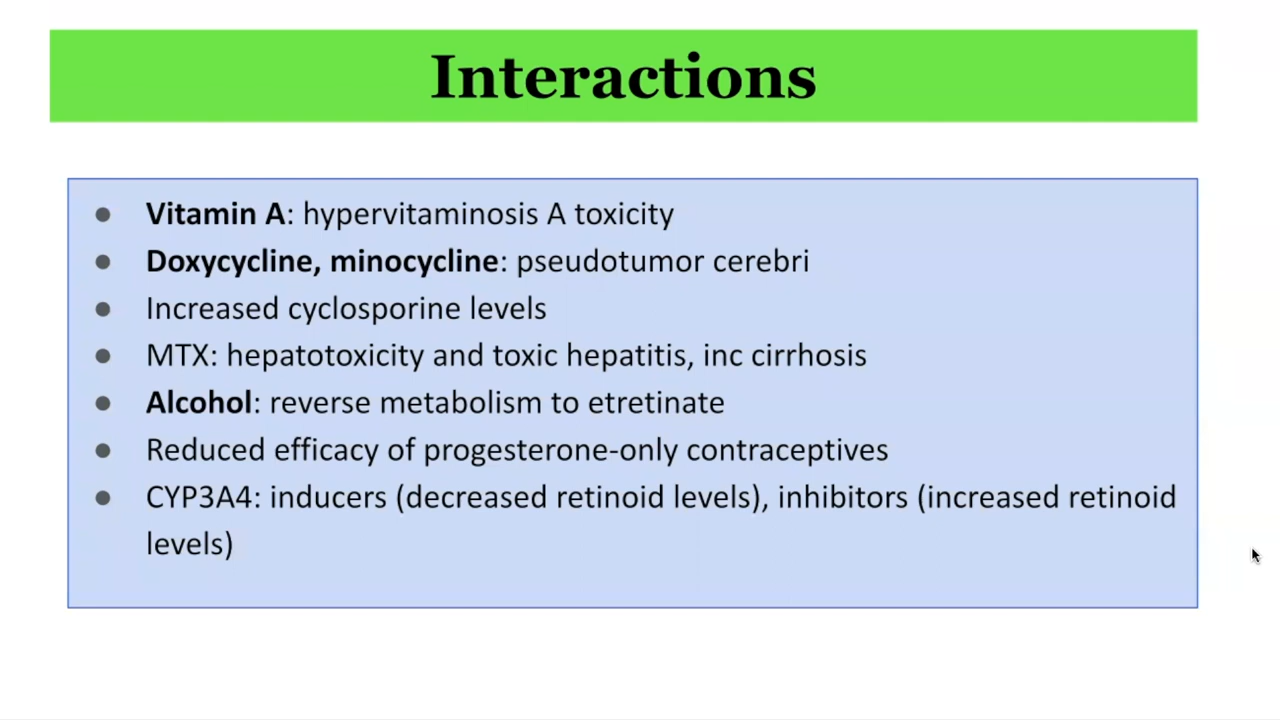 Interactions
● Vitamin A: hypervitaminosis A toxicity
● Doxycycline, minocycline: pseudotumor cerebri
● Increased cyclosporine levels
● MTX: hepatotoxicity and toxic hepatitis, inc cirrhosis
● Alcohol: reverse metabolism to etretinate
● Reduced efficacy of progesterone-only contraceptives
● CYP3A4: inducers (decreased retinoid levels), inhibitors (increased retinoid
levels)